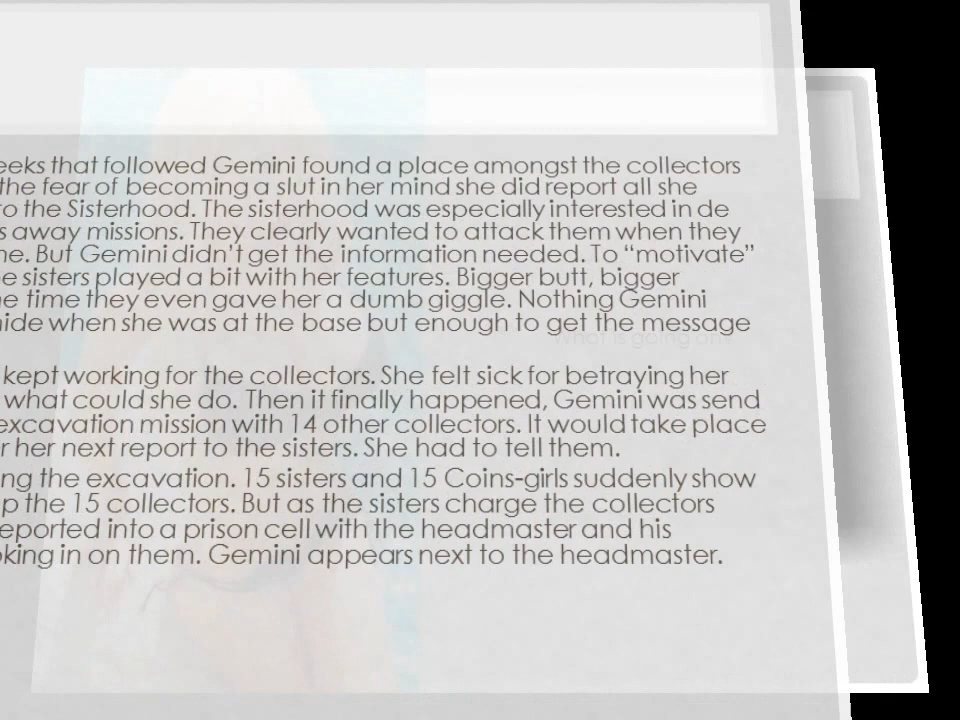 eeks that followed Gemini found a place amongst the collectors
the fear of becoming a slut in her mind she did report all she
to the Sisterhood. The sisterhood was especially interested in de
s away missions. They clearly wanted to attack them when they
ne. But Gemini didn't get the information needed. To “motivate”
e sisters played a bit with her features. Bigger butt, bigger
ne time they even gave her a dumb giggle. Nothing Gemini
hide when she was at the base but enough to get the message
What is going on?
kept working for the collectors. She felt sick for betraying her
what could she do. Then it finally happened, Gemini was send
excavation mission with 14 other collectors. It would take place
r her next report to the sisters. She had to tell them.
ng the excavation. 15 sisters and 15 Coins-girls suddenly show
p the 15 collectors. But as the sisters charge the collectors
eported into a prison cell with the headmaster and his
oking in on them. Gemini appears next to the headmaster.